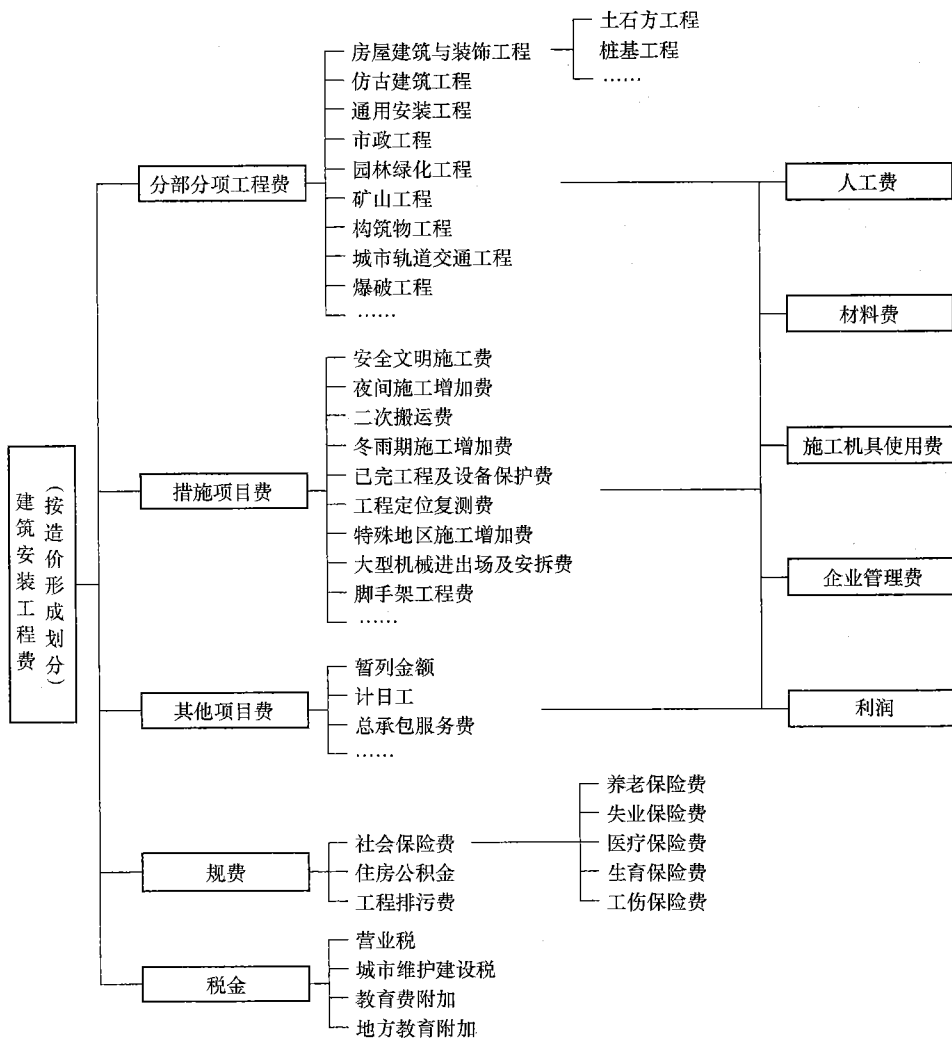 建筑安装工程费
（按造价形成划分）
分部分项工程费
房屋建筑与装饰工程
土石方工程
桩基工程
……
仿古建筑工程
通用安装工程
市政工程
园林绿化工程
矿山工程
构筑物工程
城市轨道交通工程
爆破工程
……
措施项目费
安全文明施工费
夜间施工增加费
二次搬运费
冬雨期施工增加费
已完工程及设备保护费
工程定位复测费
特殊地区施工增加费
大型机械进出场及安拆费
脚手架工程费
……
其他项目费
暂列金额
计日工
总承包服务费
……
规费
社会保险费
养老保险费
失业保险费
医疗保险费
生育保险费
工伤保险费
住房公积金
工程排污费
税金
营业税
城市维护建设税
教育费附加
地方教育附加
人工费
材料费
施工机具使用费
企业管理费
利润